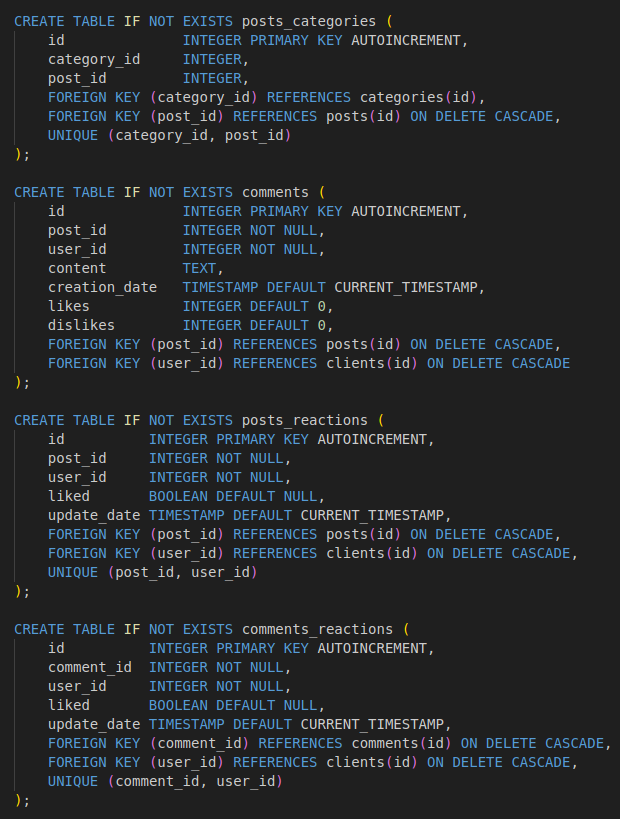 CREATE TABLE IF NOT EXISTS posts_categories (
    id              INTEGER PRIMARY KEY AUTOINCREMENT,
    category_id     INTEGER,
    post_id         INTEGER,
    FOREIGN KEY (category_id) REFERENCES categories(id),
    FOREIGN KEY (post_id) REFERENCES posts(id) ON DELETE CASCADE,
    UNIQUE (category_id, post_id)
);

CREATE TABLE IF NOT EXISTS comments (
    id              INTEGER PRIMARY KEY AUTOINCREMENT,
    post_id         INTEGER NOT NULL,
    user_id         INTEGER NOT NULL,
    content         TEXT,
    creation_date   TIMESTAMP DEFAULT CURRENT_TIMESTAMP,
    likes           INTEGER DEFAULT 0,
    dislikes        INTEGER DEFAULT 0,
    FOREIGN KEY (post_id) REFERENCES posts(id) ON DELETE CASCADE,
    FOREIGN KEY (user_id) REFERENCES clients(id) ON DELETE CASCADE
);

CREATE TABLE IF NOT EXISTS posts_reactions (
    id          INTEGER PRIMARY KEY AUTOINCREMENT,
    post_id     INTEGER NOT NULL,
    user_id     INTEGER NOT NULL,
    liked       BOOLEAN DEFAULT NULL,
    update_date TIMESTAMP DEFAULT CURRENT_TIMESTAMP,
    FOREIGN KEY (post_id) REFERENCES posts(id) ON DELETE CASCADE,
    FOREIGN KEY (user_id) REFERENCES clients(id) ON DELETE CASCADE,
    UNIQUE (post_id, user_id)
);

CREATE TABLE IF NOT EXISTS comments_reactions (
    id          INTEGER PRIMARY KEY AUTOINCREMENT,
    comment_id  INTEGER NOT NULL,
    user_id     INTEGER NOT NULL,
    liked       BOOLEAN DEFAULT NULL,
    update_date TIMESTAMP DEFAULT CURRENT_TIMESTAMP,
    FOREIGN KEY (comment_id) REFERENCES comments(id) ON DELETE CASCADE,
    FOREIGN KEY (user_id) REFERENCES clients(id) ON DELETE CASCADE,
    UNIQUE (comment_id, user_id)
);